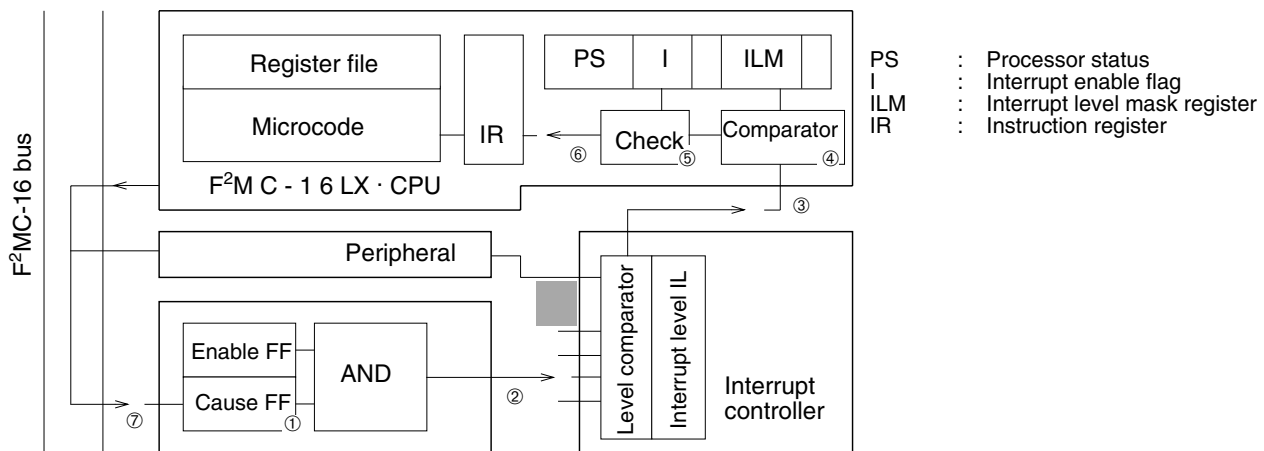 F²MC-16 bus
Register file
Microcode
IR
PS
I
ILM
Check
⑤
Comparator
④
⑥
F²M C - 1 6 LX · CPU
③
PS : Processor status
I : Interrupt enable flag
ILM : Interrupt level mask register
IR : Instruction register
Peripheral
Enable FF
Cause FF
①
AND
②
⑦
Level comparator
Interrupt level IL
Interrupt
controller